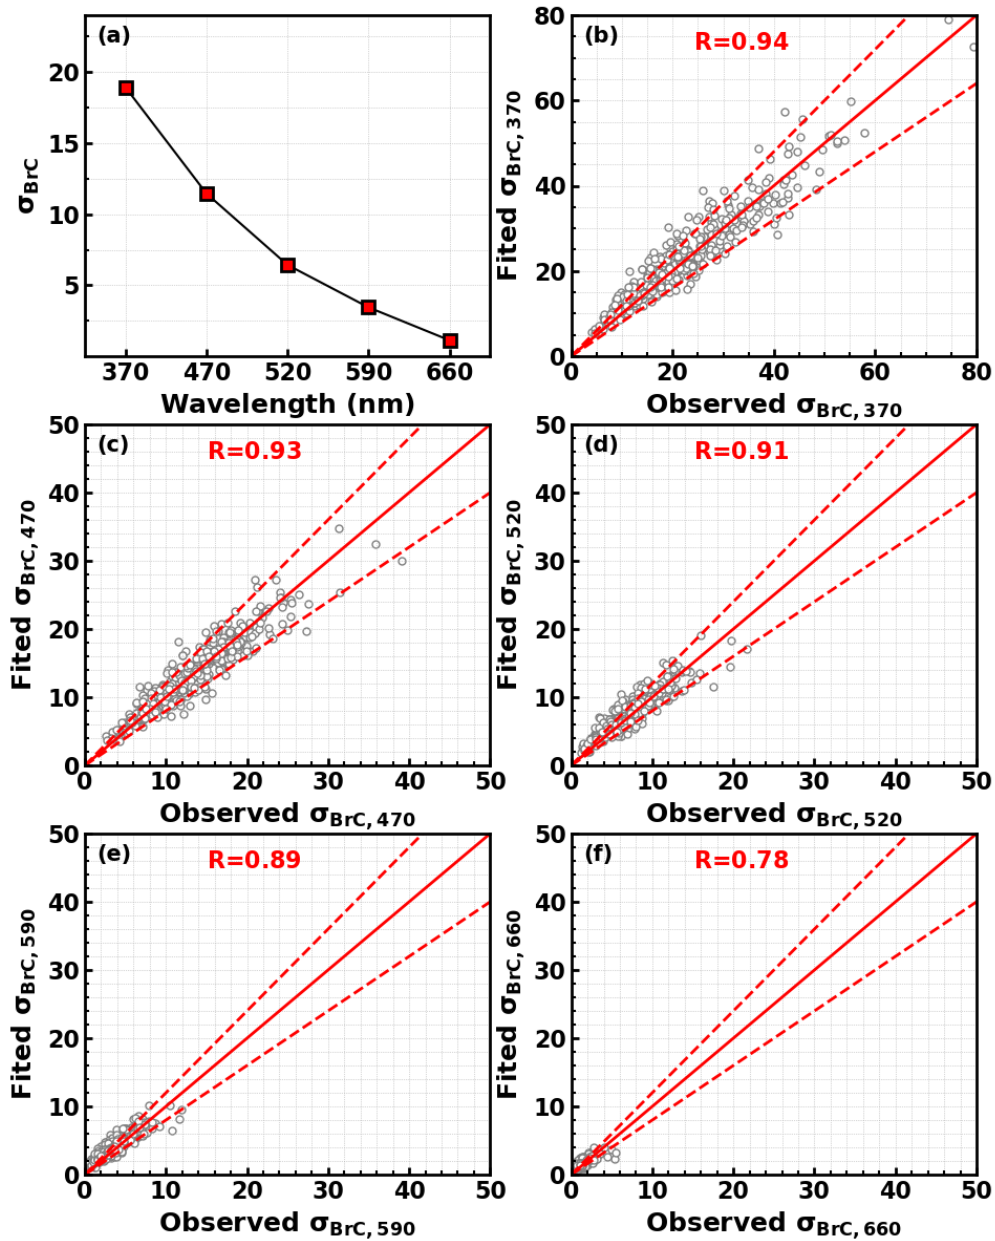 (a)
σBrC
20
15
10
5
370 470 520 590 660
Wavelength (nm)
(b)
R=0.94
Fited σBrC, 370
80
60
40
20
0
0 20 40 60 80
Observed σBrC, 370
(c)
R=0.93
Fited σBrC, 470
50
40
30
20
10
0
0 10 20 30 40 50
Observed σBrC, 470
(d)
R=0.91
Fited σBrC, 520
50
40
30
20
10
0
0 10 20 30 40 50
Observed σBrC, 520
(e)
R=0.89
Fited σBrC, 590
50
40
30
20
10
0
0 10 20 30 40 50
Observed σBrC, 590
(f)
R=0.78
Fited σBrC, 660
50
40
30
20
10
0
0 10 20 30 40 50
Observed σBrC, 660